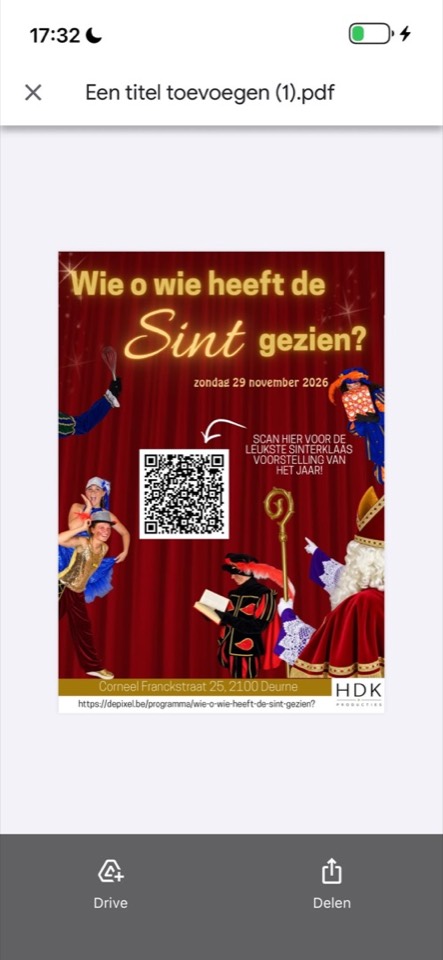 17:32
Een titel toevoegen (1).pdf
Wie o wie heeft de
Sint gezien?
zondag 29 november 2026
SCAN HIER VOOR DE
LEUKSTE SINTERKLAAS
VOORSTELLING VAN
HET JAAR!
Corneel Franckstraat 25, 2100 Deurne
HDK
PRODUCTIES
https://depixel.be/programma/wie-o-wie-heeft-de-sint-gezien?
Drive
Delen